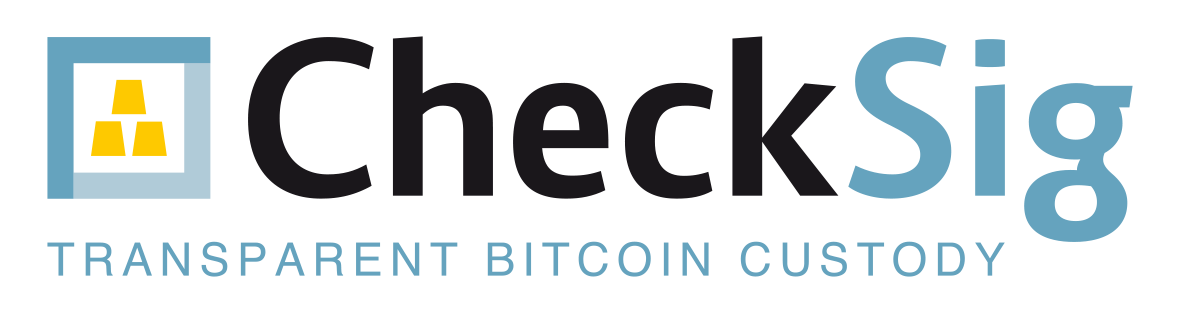 CheckSig
TRANSPARENT BITCOIN CUSTODY